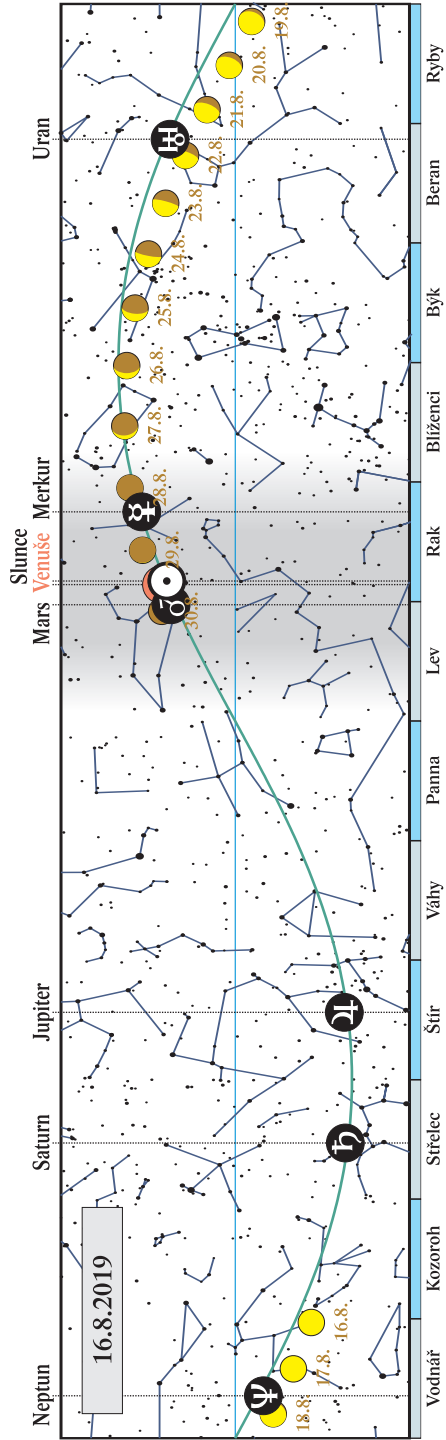 Slunce
Neptun Saturn Jupiter Mars Venuše Merkur Uran
16.8.2019
18.8. 17.8. 16.8. 30.8. 29.8. 28.8. 27.8. 26.8. 25.8. 24.8. 23.8. 22.8. 21.8. 20.8. 19.8.
Vodnář Kozoroh Střelec Štír Váhy Panna Lev Rak Blíženci Býk Beran Ryby